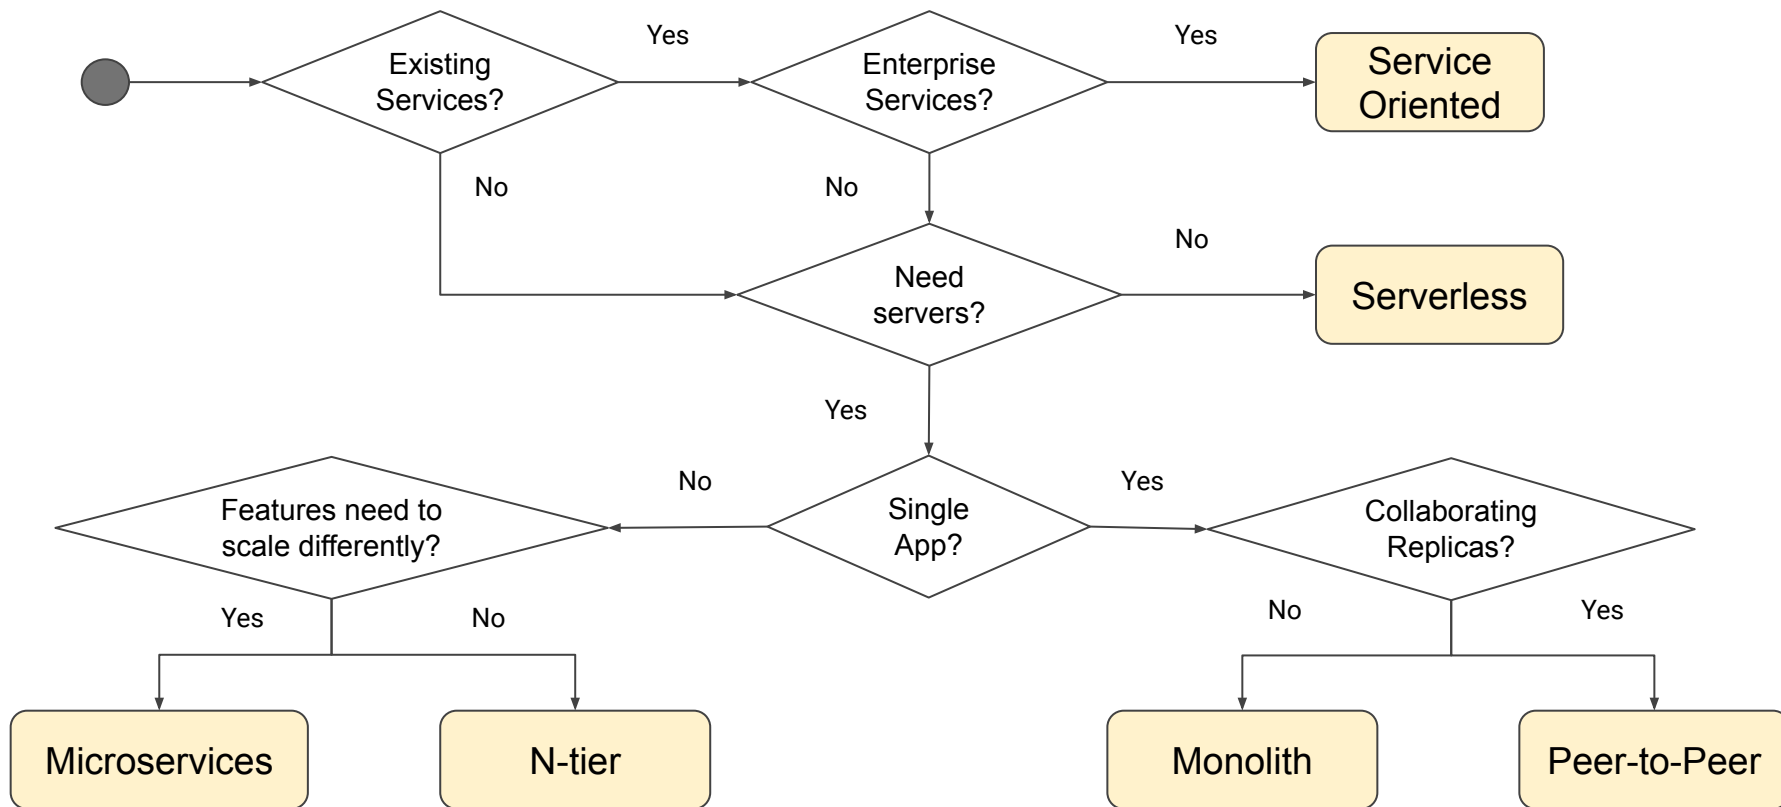 Existing
Services?
Yes
Enterprise
Services?
Yes
Service
Oriented
No
No
Need
servers?
No
Serverless
Yes
Features need to
scale differently?
No
Single
App?
Yes
Collaborating
Replicas?
Yes
No
No
Yes
Microservices
N-tier
Monolith
Peer-to-Peer